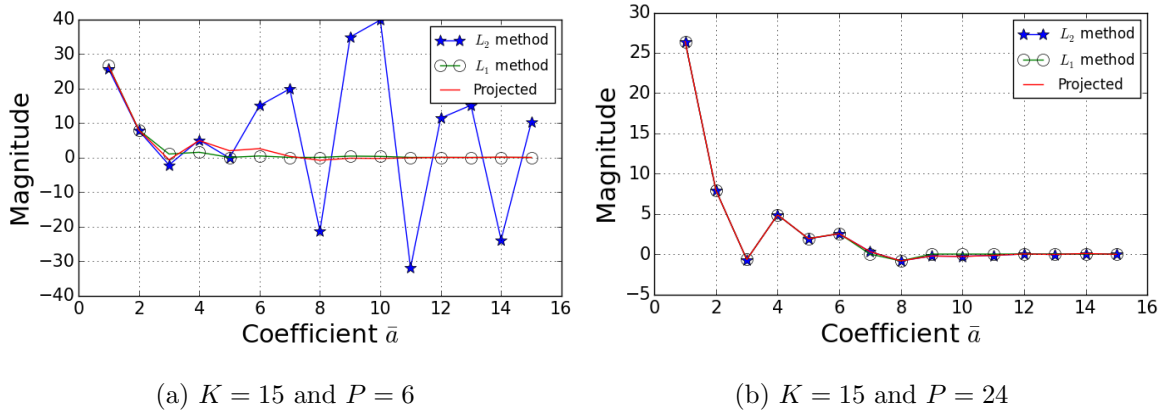 40
30
20
10
0
−10
−20
−30
−40
0 2 4 6 8 10 12 14 16
Magnitude
Coefficient ā
L₂ method
L₁ method
Projected
(a) K = 15 and P = 6
30
25
20
15
10
5
0
−5
0 2 4 6 8 10 12 14 16
Magnitude
Coefficient ā
L₂ method
L₁ method
Projected
(b) K = 15 and P = 24